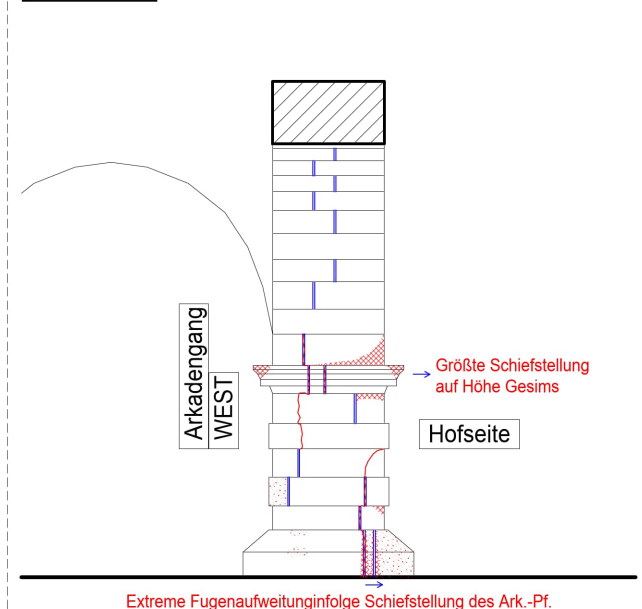 Arkadengang
WEST
Größte Schiefstellung
auf Höhe Gesims
Hofseite
Extreme Fugenaufweitunginfolge Schiefstellung des Ark.-Pf.